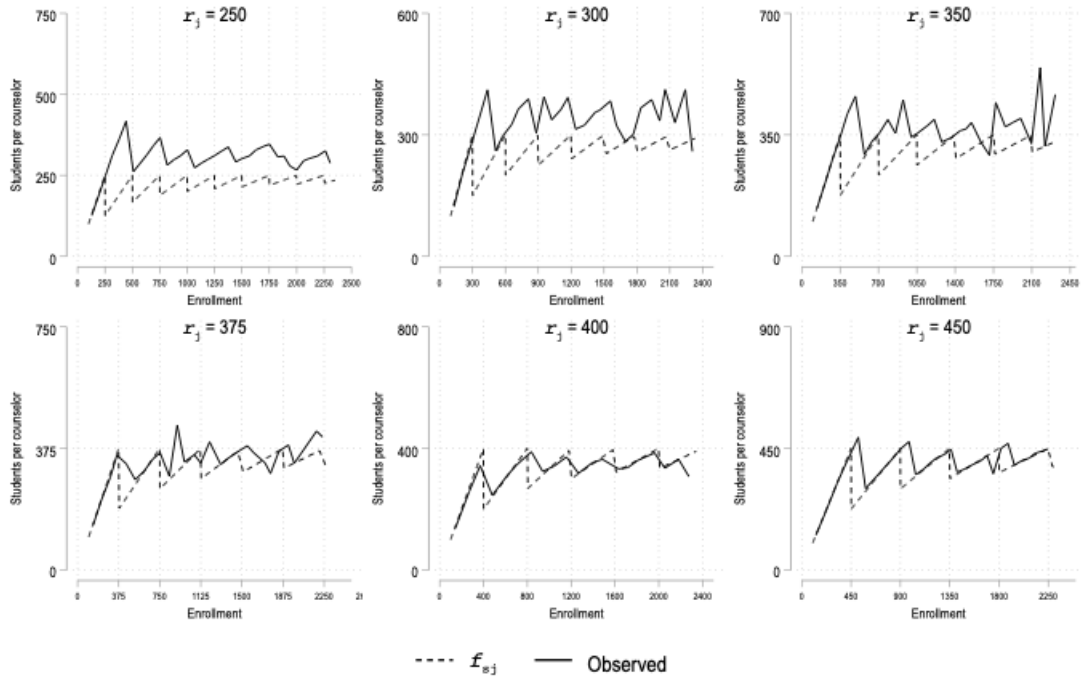 r_j = 250
750
500
250
0
Students per counselor
0 250 500 750 1000 1250 1500 1750 2000 2250 2500
Enrollment
r_j = 300
600
300
0
Students per counselor
0 300 600 900 1200 1500 1800 2100 2400
Enrollment
r_j = 350
700
350
0
Students per counselor
0 350 700 1050 1400 1750 2100 2450
Enrollment
r_j = 375
750
375
0
Students per counselor
0 375 750 1125 1500 1875 2250 21
Enrollment
r_j = 400
800
400
0
Students per counselor
0 400 800 1200 1600 2000 2400
Enrollment
r_j = 450
900
450
0
Students per counselor
0 450 900 1350 1800 2250
Enrollment
f_sj Observed